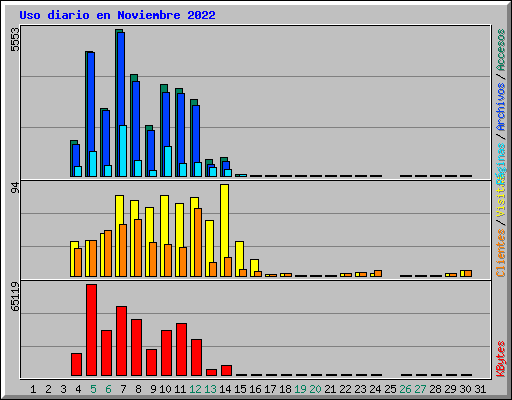 Uso diario en Noviembre 2022
5553
94
65119
Accesos / Archivos / Páginas
Visitas / Clientes
KBytes
1 2 3 4 5 6 7 8 9 10 11 12 13 14 15 16 17 18 19 20 21 22 23 24 25 26 27 28 29 30 31